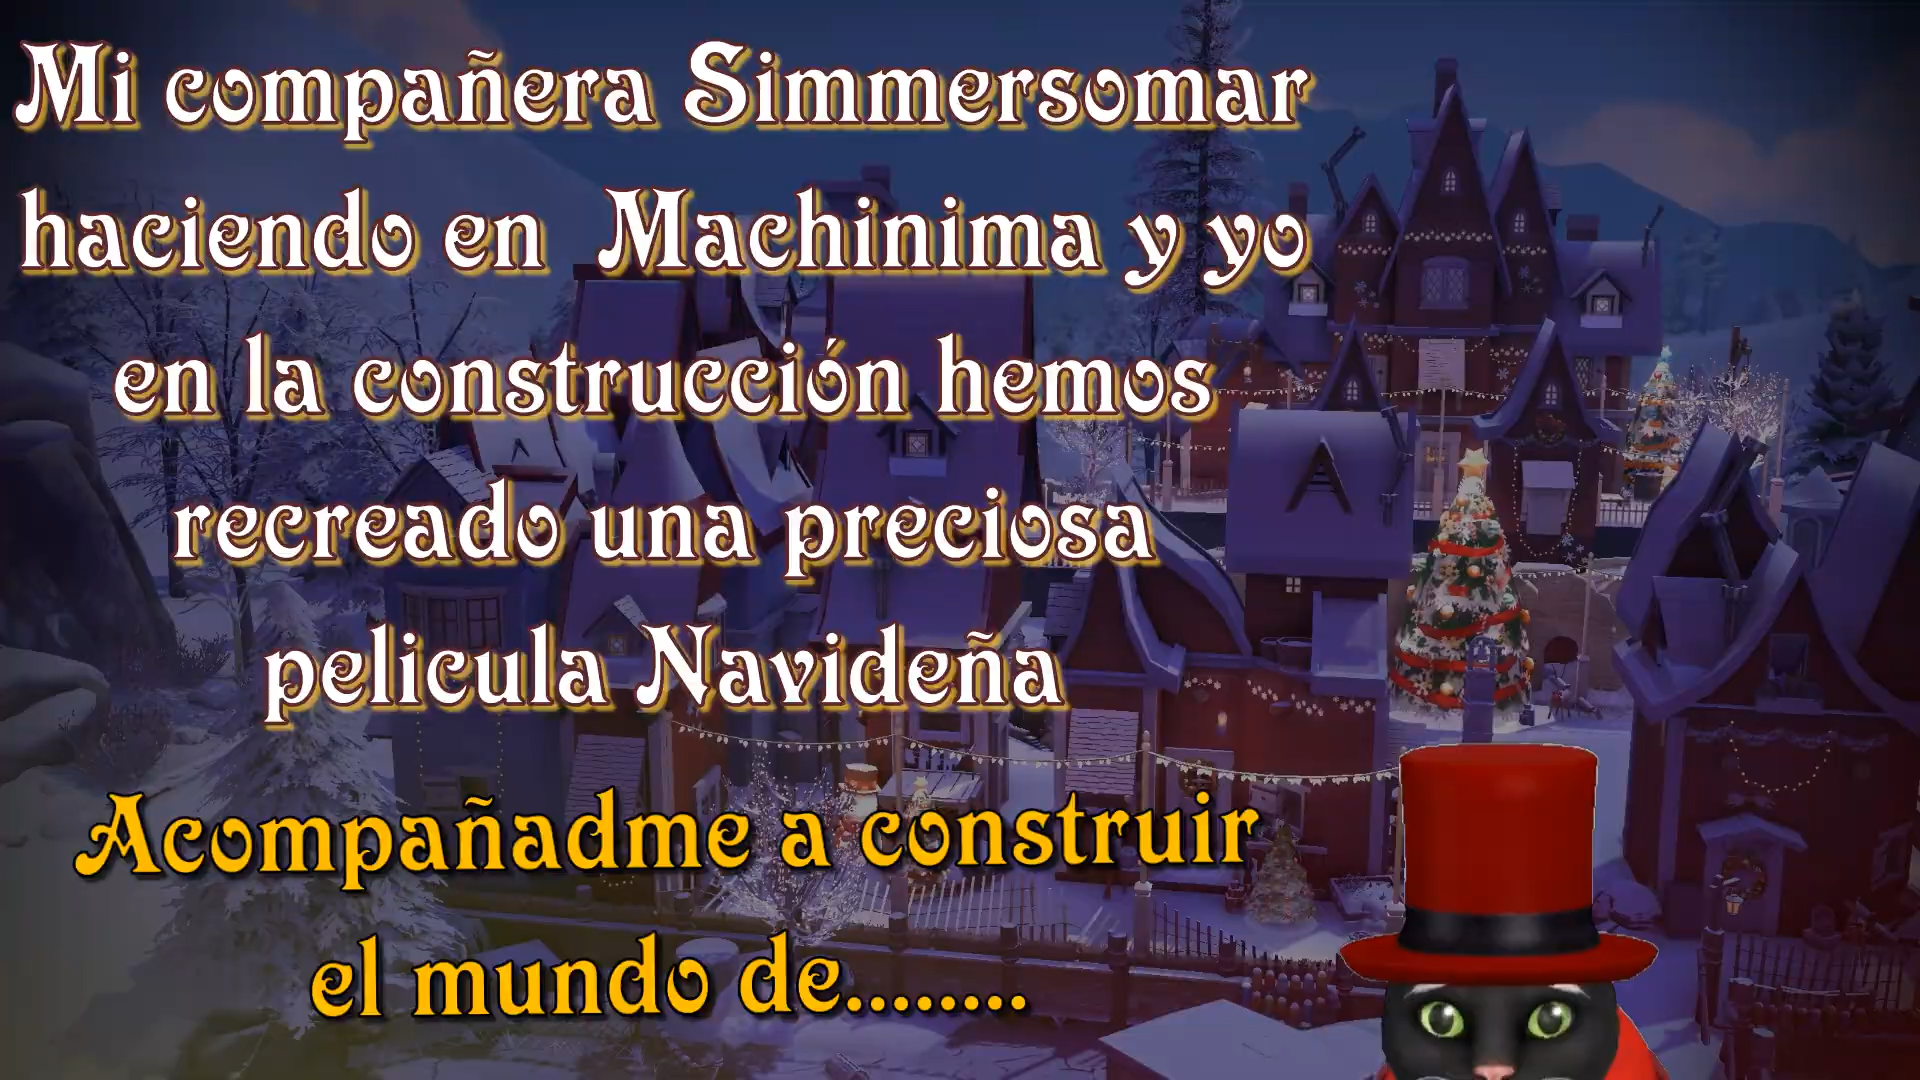 Mi compañera Simmersomar
haciendo en Machinima y yo
en la construcción hemos
recreado una preciosa
pelicula Navideña
Acompañadme a construir
el mundo de........